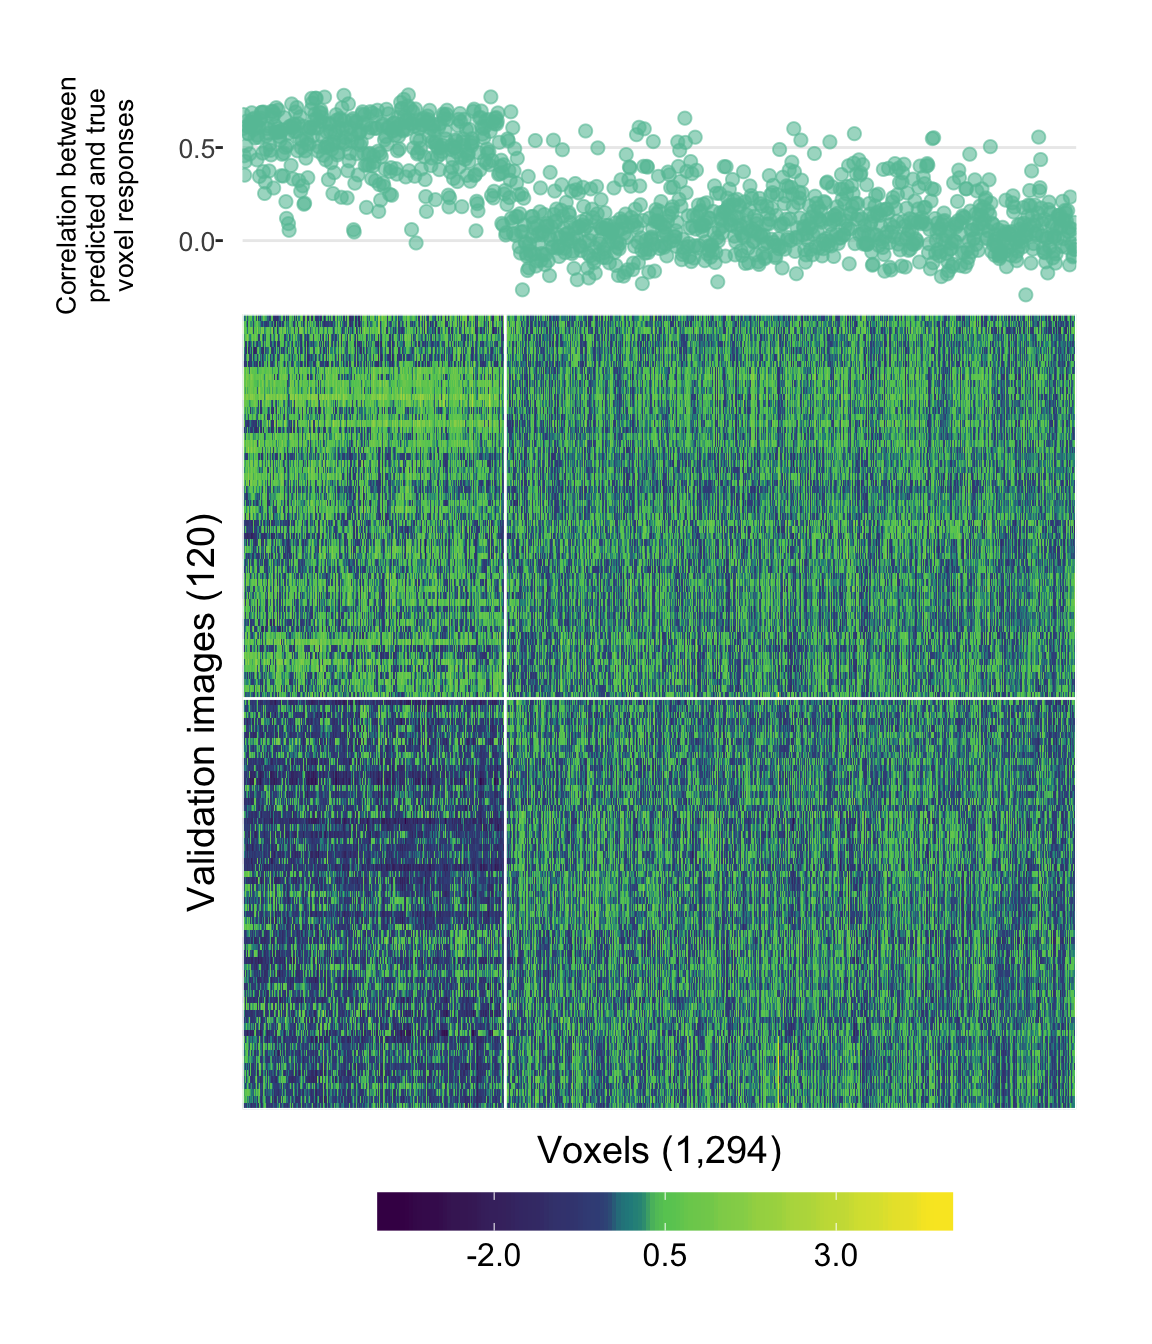 Correlation between
predicted and true
voxel responses
0.5
0.0
Validation images (120)
Voxels (1,294)
-2.0 0.5 3.0